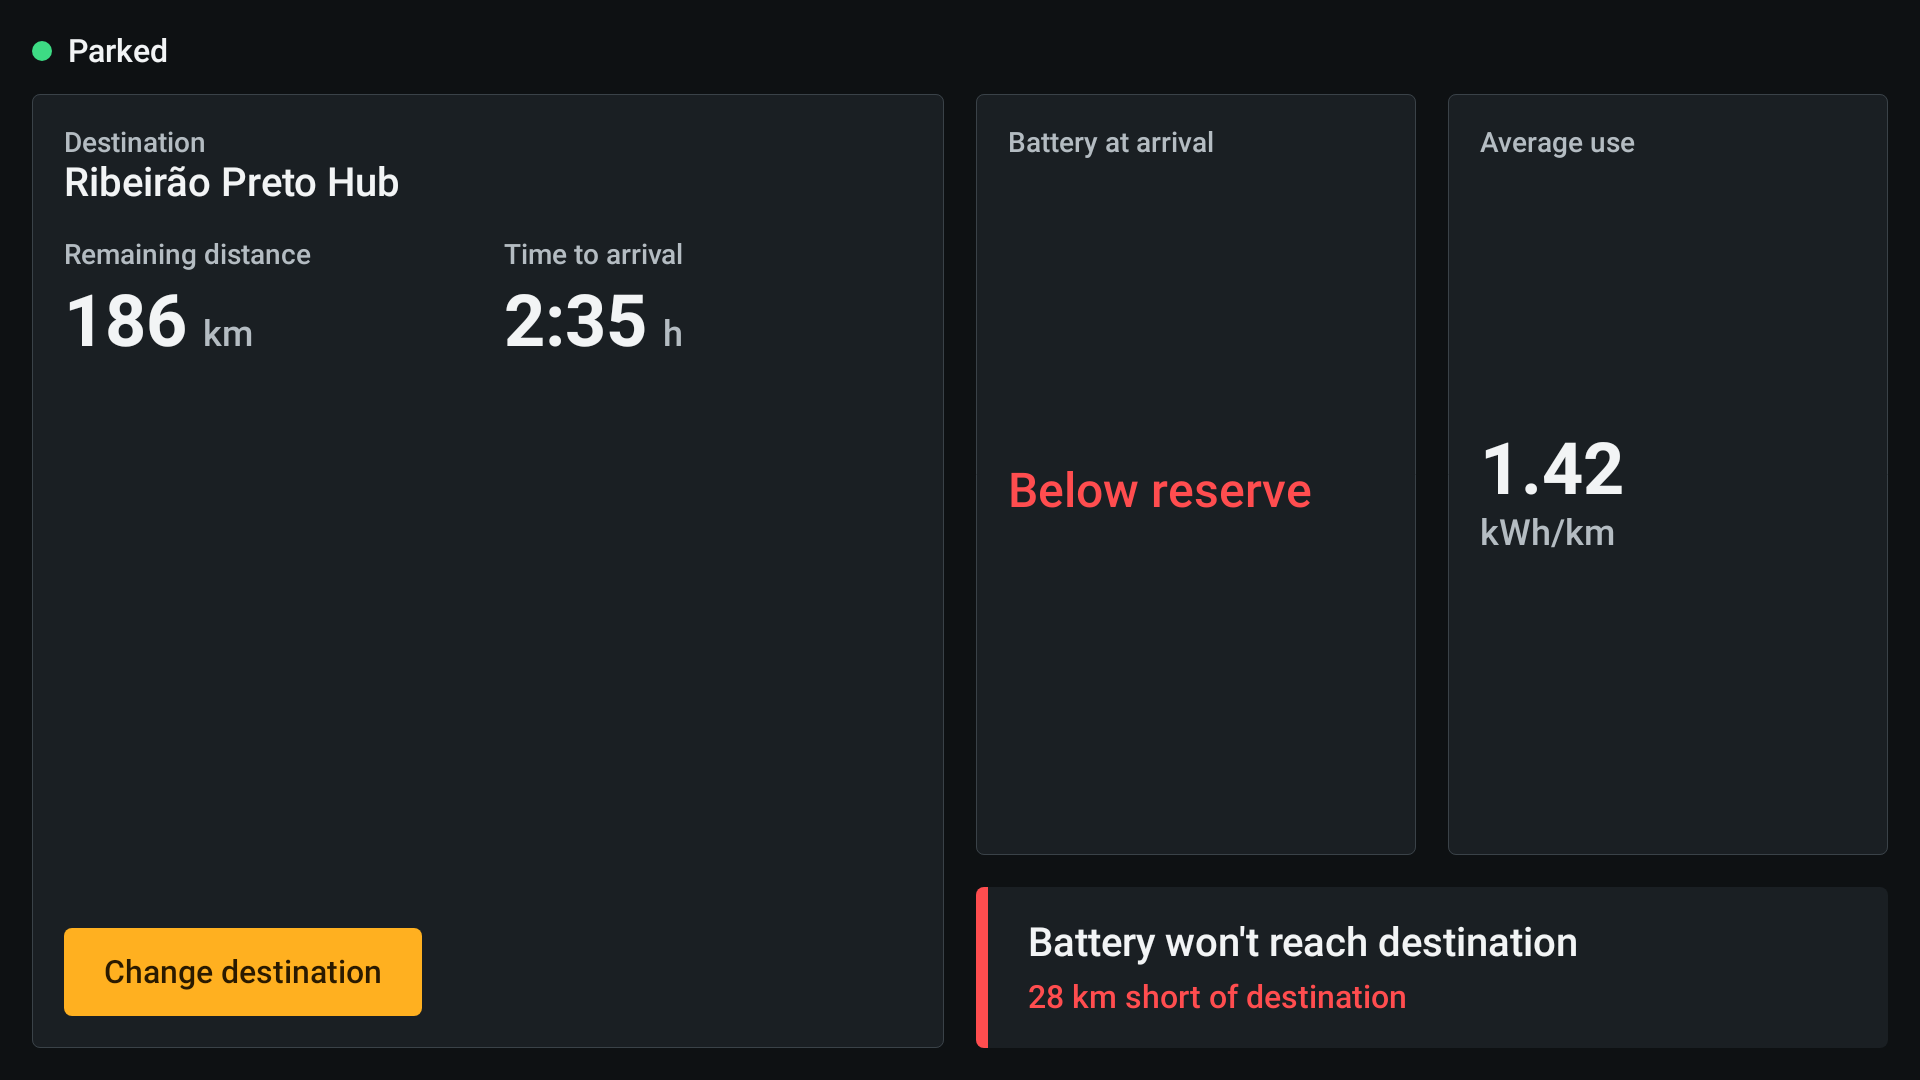 Parked
Destination
Ribeirão Preto Hub
Remaining distance
186 km
Time to arrival
2:35 h
Change destination
Battery at arrival
Below reserve
Average use
1.42
kWh/km
Battery won't reach destination
28 km short of destination